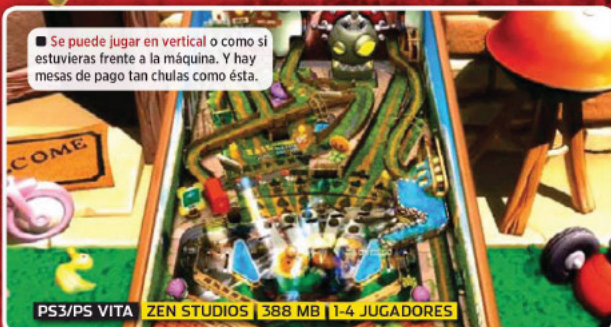 ■ Se puede jugar en vertical o como si
estuvieras frente a la máquina. Y hay
mesas de pago tan chulas como ésta.
COME
PS3/PS VITA ZEN STUDIOS 388 MB 1-4 JUGADORES